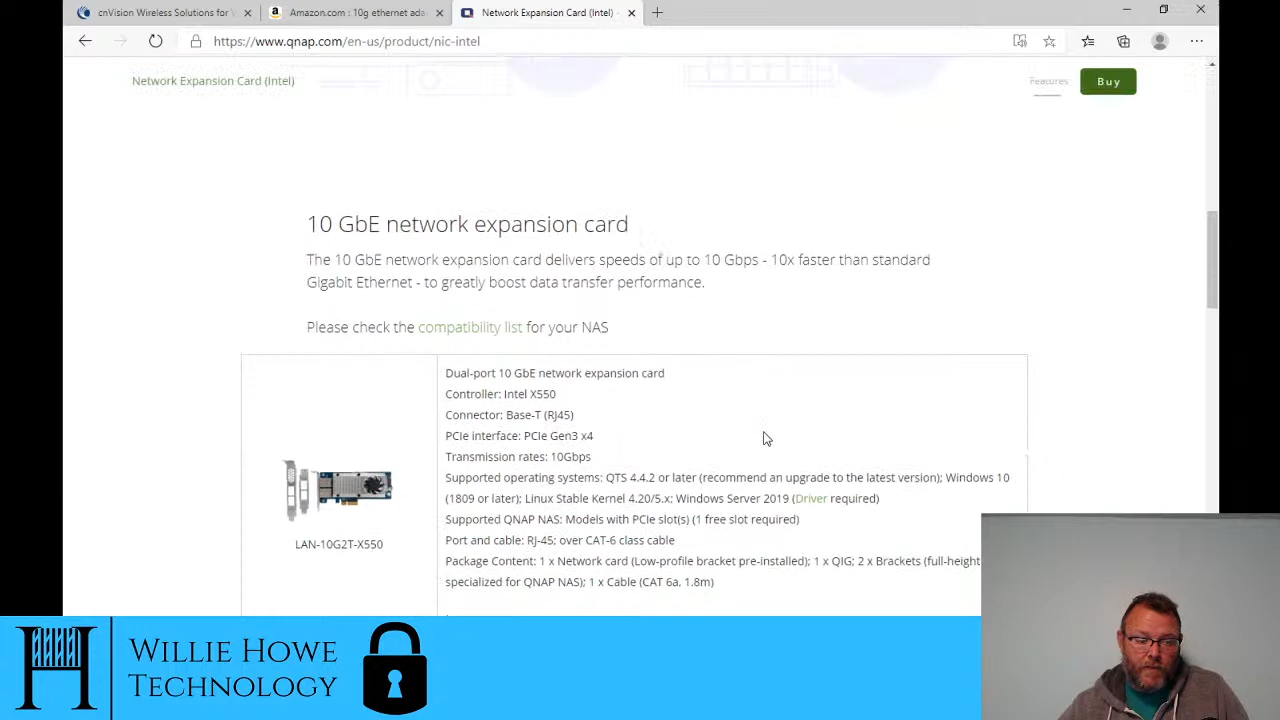 cnVision Wireless Solutions for V
Amazon.com : 10g ethernet ada
Network Expansion Card (Intel) -
https://www.qnap.com/en-us/product/nic-intel
Network Expansion Card (Intel)
Features
Buy
10 GbE network expansion card
The 10 GbE network expansion card delivers speeds of up to 10 Gbps - 10x faster than standard
Gigabit Ethernet - to greatly boost data transfer performance.
Please check the compatibility list for your NAS
Dual-port 10 GbE network expansion card
Controller: Intel X550
Connector: Base-T (RJ45)
PCIe interface: PCIe Gen3 x4
Transmission rates: 10Gbps
Supported operating systems: QTS 4.4.2 or later (recommend an upgrade to the latest version); Windows 10
(1809 or later); Linux Stable Kernel 4.20/5.x; Windows Server 2019 (Driver required)
Supported QNAP NAS: Models with PCIe slot(s) (1 free slot required)
Port and cable: RJ-45; over CAT-6 class cable
Package Content: 1 x Network card (Low-profile bracket pre-installed); 1 x QIG; 2 x Brackets (full-height
specialized for QNAP NAS); 1 x Cable (CAT 6a, 1.8m)
LAN-10G2T-X550
H
WILLIE HOWE
TECHNOLOGY